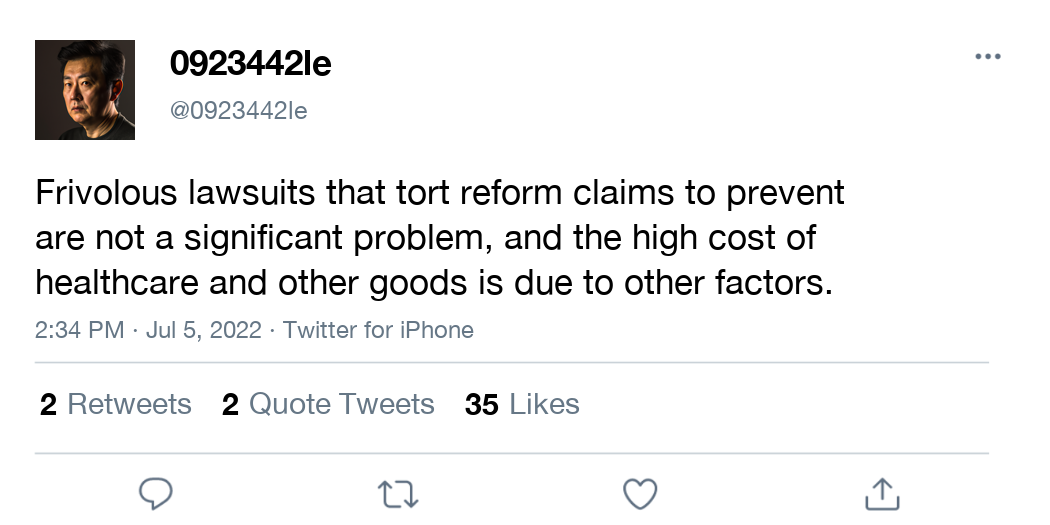 0923442le
@0923442le
Frivolous lawsuits that tort reform claims to prevent
are not a significant problem, and the high cost of
healthcare and other goods is due to other factors.
2:34 PM · Jul 5, 2022 · Twitter for iPhone
2 Retweets 2 Quote Tweets 35 Likes